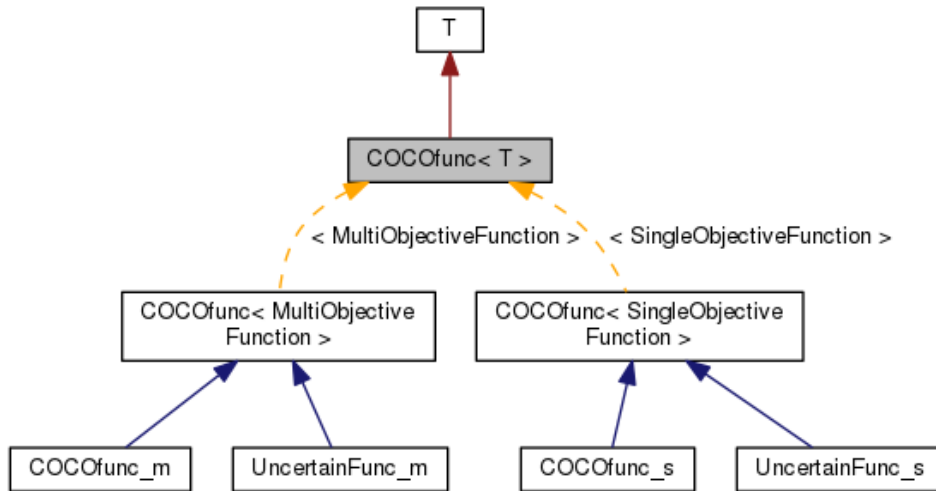 T
COCOfunc< T >
< MultiObjectiveFunction >
< SingleObjectiveFunction >
COCOfunc< MultiObjective
Function >
COCOfunc< SingleObjective
Function >
COCOfunc_m
UncertainFunc_m
COCOfunc_s
UncertainFunc_s